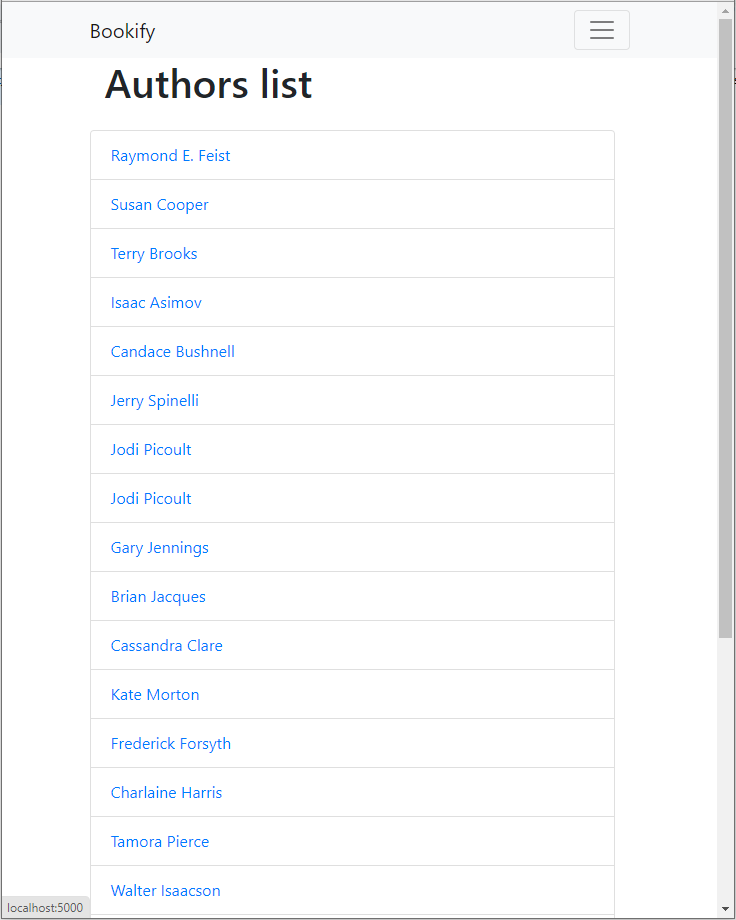 Bookify
Authors list
Raymond E. Feist
Susan Cooper
Terry Brooks
Isaac Asimov
Candace Bushnell
Jerry Spinelli
Jodi Picoult
Jodi Picoult
Gary Jennings
Brian Jacques
Cassandra Clare
Kate Morton
Frederick Forsyth
Charlaine Harris
Tamora Pierce
Walter Isaacson
localhost:5000